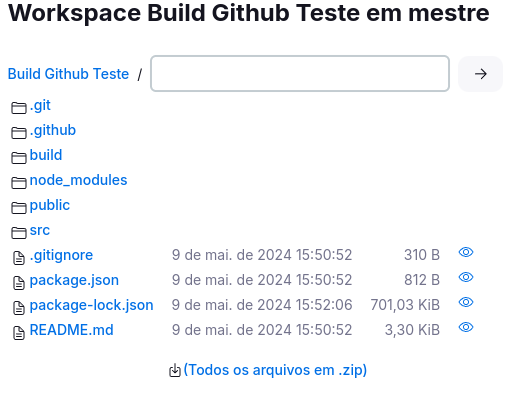 Workspace Build Github Teste em mestre
Build Github Teste /
.git
.github
build
node_modules
public
src
.gitignore 9 de mai. de 2024 15:50:52 310 B
package.json 9 de mai. de 2024 15:50:52 812 B
package-lock.json 9 de mai. de 2024 15:52:06 701,03 KiB
README.md 9 de mai. de 2024 15:50:52 3,30 KiB
(Todos os arquivos em .zip)